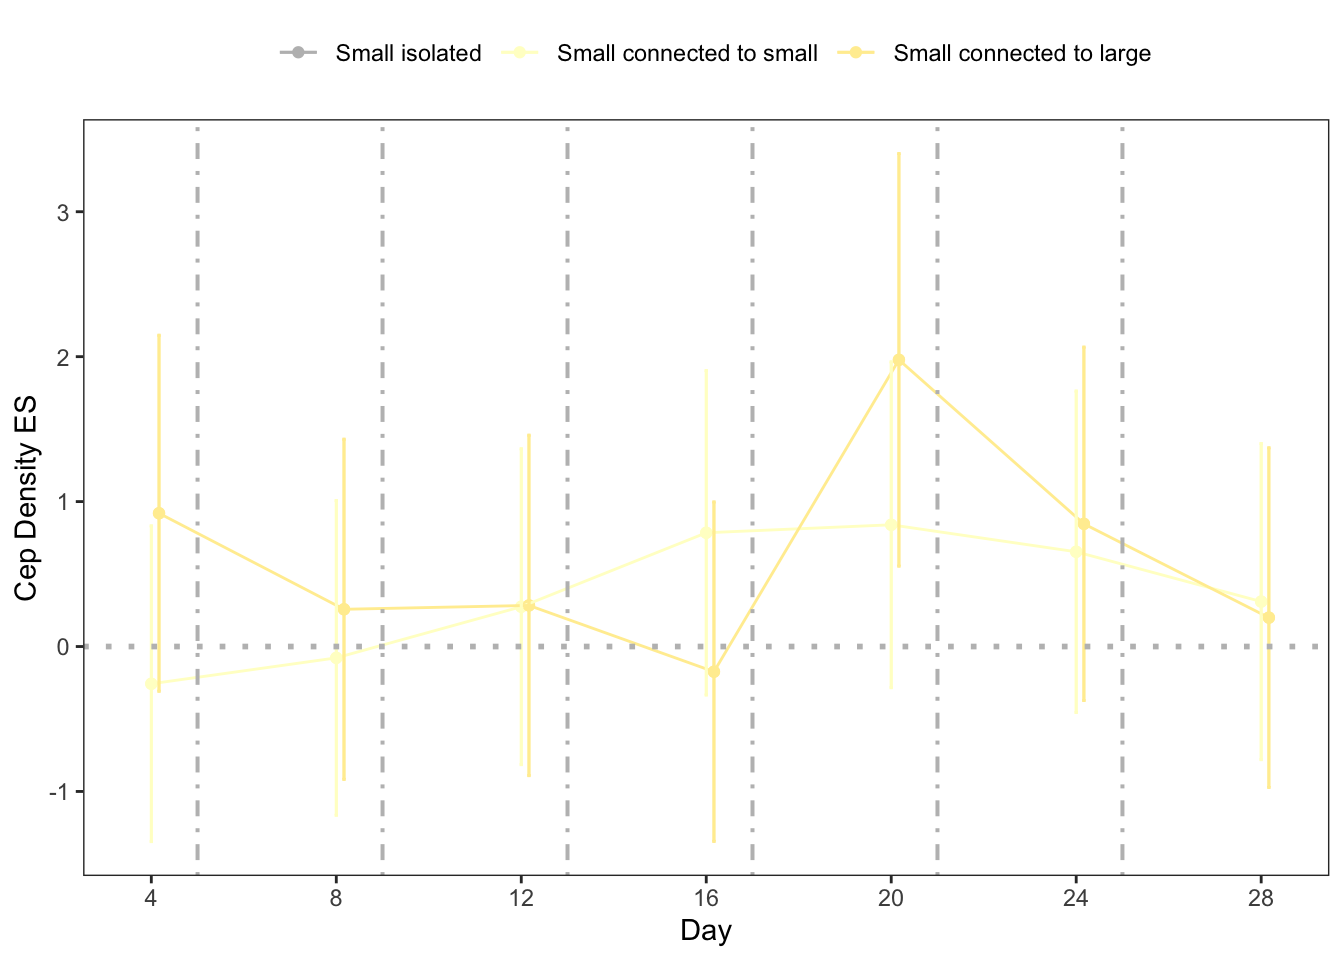 Small isolated Small connected to small Small connected to large
Cep Density ES
3
2
1
0
-1
4 8 12 16 20 24 28
Day